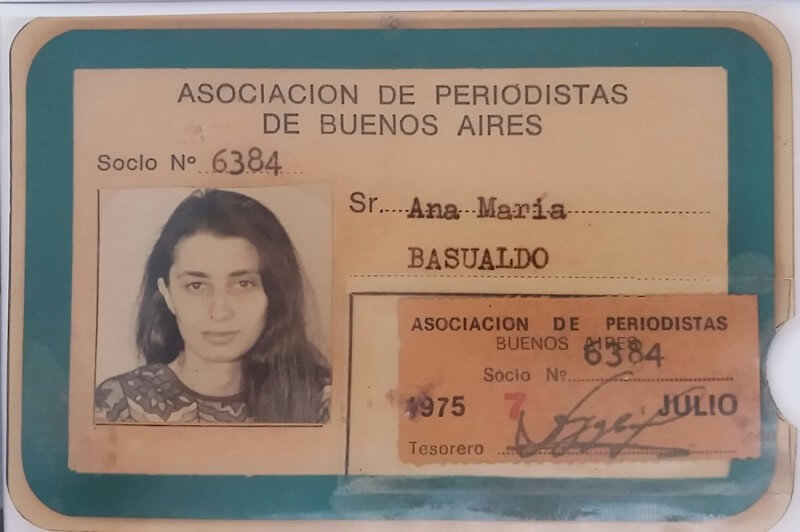 ASOCIACION DE PERIODISTAS
DE BUENOS AIRES
Socio Nº 6384
Sr. Ana Maria
BASUALDO
ASOCIACION DE PERIODISTAS
BUENOS AIRES
6384
Socio Nº
1975 7 JULIO
Tesorero